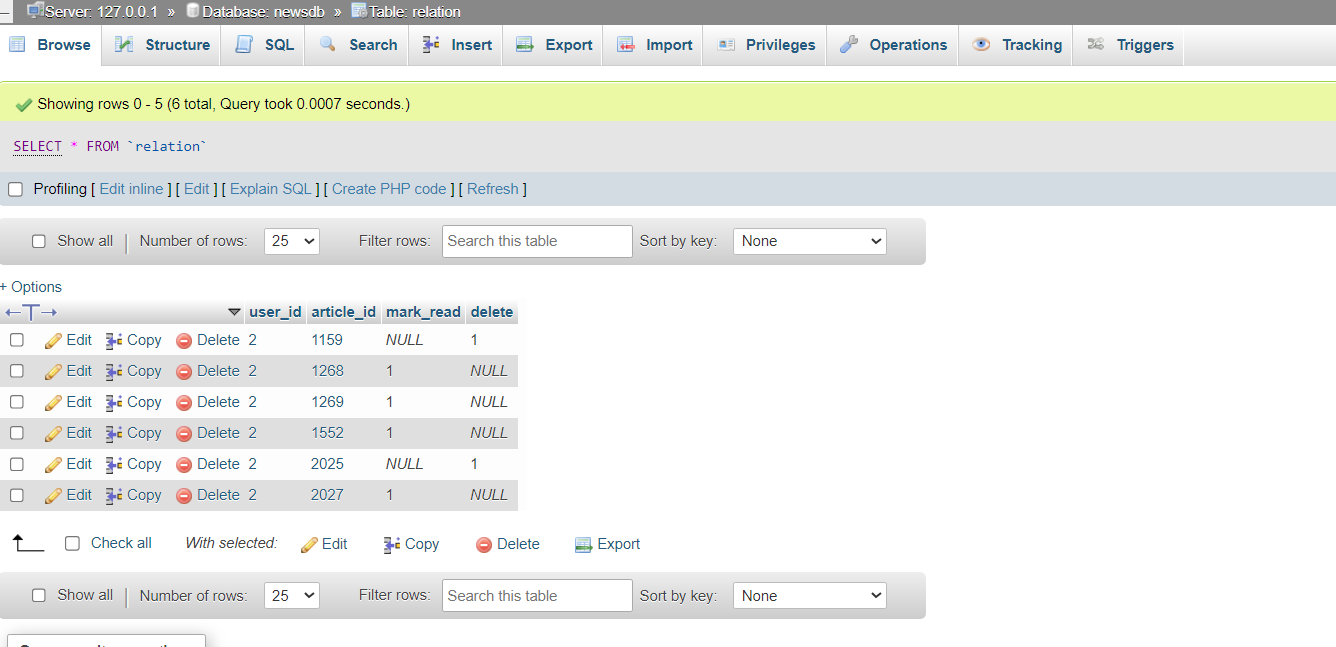 Server: 127.0.0.1 » Database: newsdb » Table: relation
Browse Structure SQL Search Insert Export Import Privileges Operations Tracking Triggers
Showing rows 0 - 5 (6 total, Query took 0.0007 seconds.)
SELECT * FROM `relation`
Profiling [ Edit inline ] [ Edit ] [ Explain SQL ] [ Create PHP code ] [ Refresh ]
Show all | Number of rows: 25 Filter rows: Search this table Sort by key: None
+ Options
←T→ user_id article_id mark_read delete
Edit Copy Delete 2 1159 NULL 1
Edit Copy Delete 2 1268 1 NULL
Edit Copy Delete 2 1269 1 NULL
Edit Copy Delete 2 1552 1 NULL
Edit Copy Delete 2 2025 NULL 1
Edit Copy Delete 2 2027 1 NULL
Check all With selected: Edit Copy Delete Export
Show all | Number of rows: 25 Filter rows: Search this table Sort by key: None